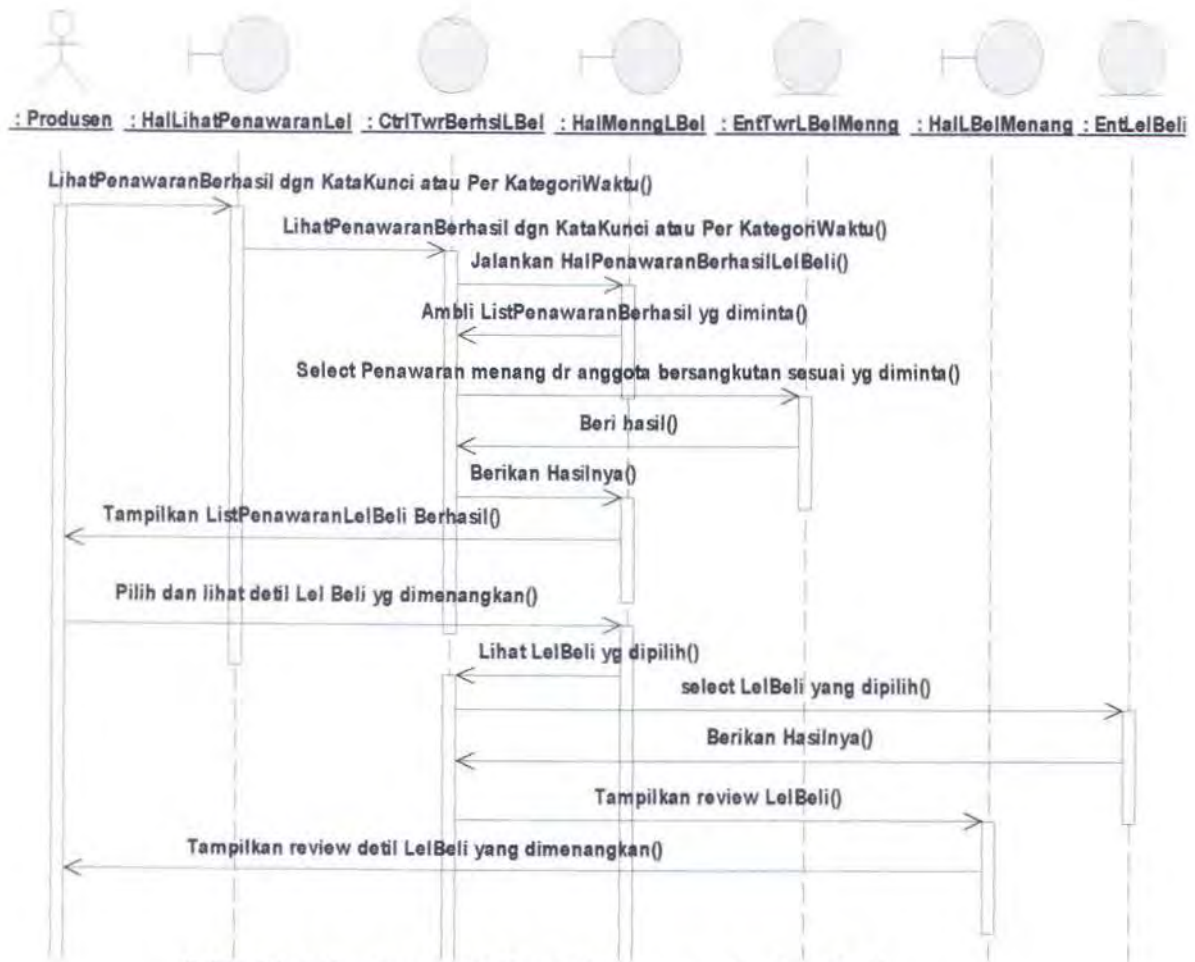 : Produsen : HalLihatPenawaranLel : CtrlTwrBerhslLBel : HalMenngLBel : EntTwrLBelMenng : HalLBelMenang : EntLelBeli
LihatPenawaranBerhasil dgn KataKunci atau Per KategoriWaktu()
LihatPenawaranBerhasil dgn KataKunci atau Per KategoriWaktu()
Jalankan HalPenawaranBerhasilLelBeli()
Ambli ListPenawaranBerhasil yg diminta()
Select Penawaran menang dr anggota bersangkutan sesuai yg diminta()
Beri hasil()
Berikan Hasilnya()
Tampilkan ListPenawaranLelBeli Berhasil()
Pilih dan lihat detil Lel Beli yg dimenangkan()
Lihat LelBeli yg dipilih()
select LelBeli yang dipilih()
Berikan Hasilnya()
Tampilkan review LelBeli()
Tampilkan review detil LelBeli yang dimenangkan()